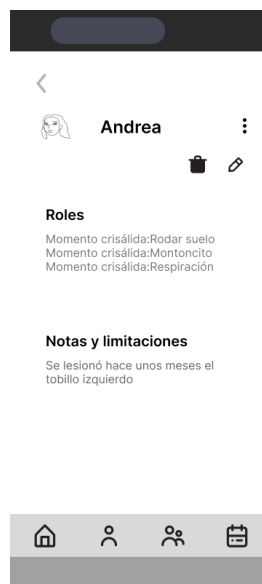 Andrea
Roles
Momento crisálida:Rodar suelo
Momento crisálida:Montoncito
Momento crisálida:Respiración
Notas y limitaciones
Se lesionó hace unos meses el
tobillo izquierdo